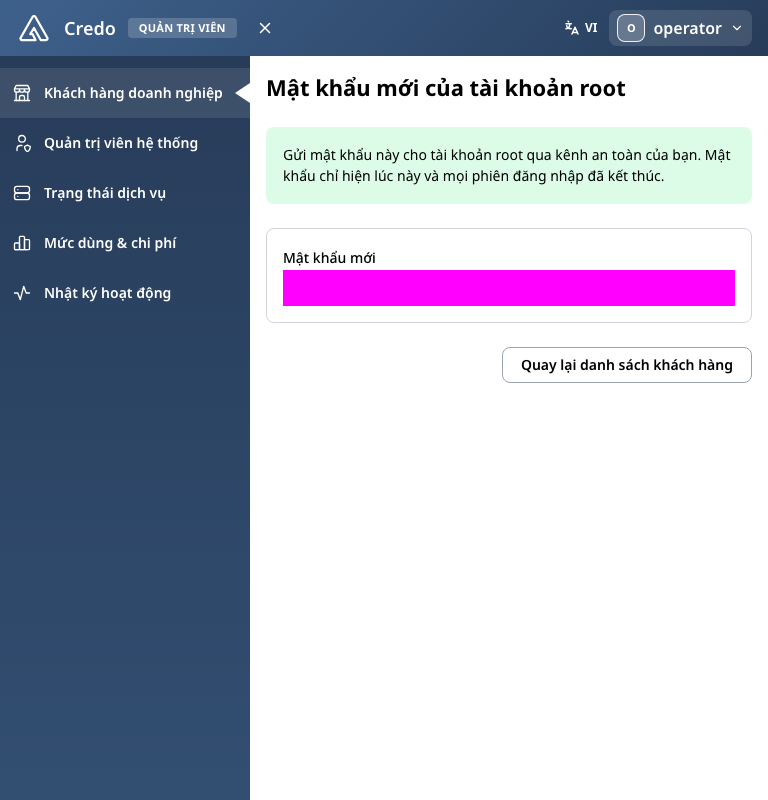 Credo
QUẢN TRỊ VIÊN
VI
O
operator
Khách hàng doanh nghiệp
Quản trị viên hệ thống
Trạng thái dịch vụ
Mức dùng & chi phí
Nhật ký hoạt động
Mật khẩu mới của tài khoản root
Gửi mật khẩu này cho tài khoản root qua kênh an toàn của bạn. Mật
khẩu chỉ hiện lúc này và mọi phiên đăng nhập đã kết thúc.
Mật khẩu mới
Quay lại danh sách khách hàng